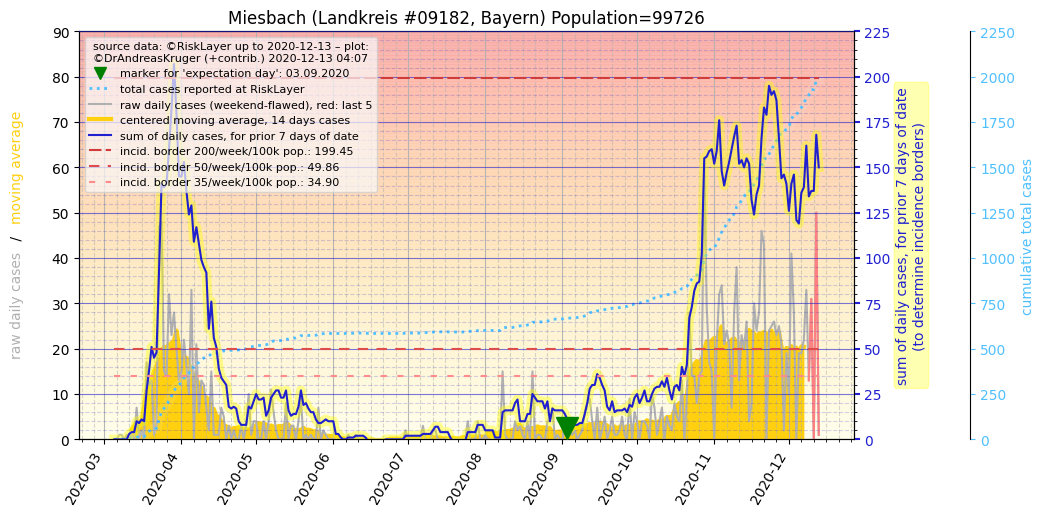 Miesbach (Landkreis #09182, Bayern) Population=99726
source data: ©RiskLayer up to 2020-12-13 – plot:
©DrAndreasKruger (+contrib.) 2020-12-13 04:07
marker for 'expectation day': 03.09.2020
total cases reported at RiskLayer
raw daily cases (weekend-flawed), red: last 5
centered moving average, 14 days cases
sum of daily cases, for prior 7 days of date
incid. border 200/week/100k pop.: 199.45
incid. border 50/week/100k pop.: 49.86
incid. border 35/week/100k pop.: 34.90
raw daily cases / moving average
90
80
70
60
50
40
30
20
10
0
2020-03
2020-04
2020-05
2020-06
2020-07
2020-08
2020-09
2020-10
2020-11
2020-12
225
200
175
150
125
100
75
50
25
0
sum of daily cases, for prior 7 days of date
(to determine incidence borders)
2250
2000
1750
1500
1250
1000
750
500
250
0
cumulative total cases